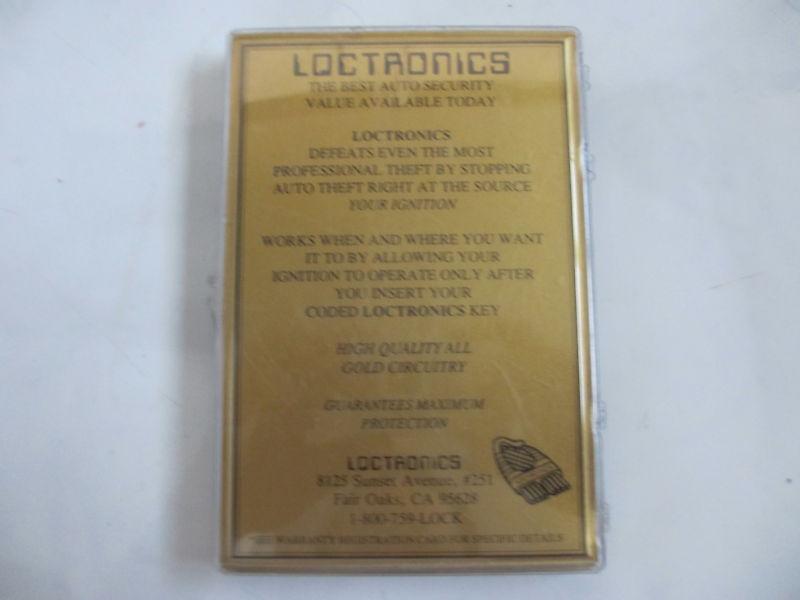 LOCTRONICS
THE BEST AUTO SECURITY
VALUE AVAILABLE TODAY
LOCTRONICS
DEFEATS EVEN THE MOST
PROFESSIONAL THEFT BY STOPPING
AUTO THEFT RIGHT AT THE SOURCE
YOUR IGNITION
WORKS WHEN AND WHERE YOU WANT
IT TO BY ALLOWING YOUR
IGNITION TO OPERATE ONLY AFTER
YOU INSERT YOUR
CODED LOCTRONICS KEY
HIGH QUALITY ALL
GOLD CIRCUITRY
GUARANTEES MAXIMUM
PROTECTION
LOCTRONICS
8125 Sunset Avenue, #251
Fair Oaks, CA 95628
1-800-759-LOCK
*SEE WARRANTY REGISTRATION CARD FOR SPECIFIC DETAILS